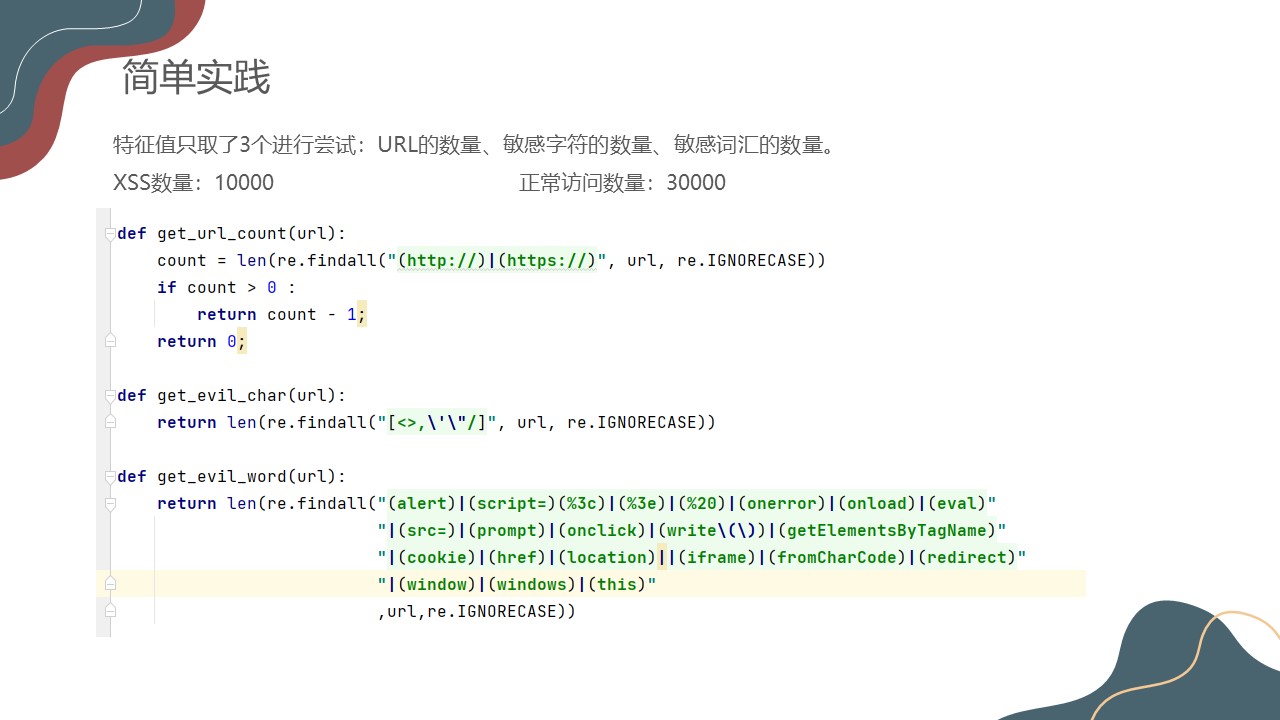 简单实践
特征值只取了3个进行尝试：URL的数量、敏感字符的数量、敏感词汇的数量。
XSS数量：10000 正常访问数量：30000
def get_url_count(url):
    count = len(re.findall("(http://)|(https://)", url, re.IGNORECASE))
    if count > 0 :
        return count - 1;
    return 0;
def get_evil_char(url):
    return len(re.findall("[<>,\'\"/]", url, re.IGNORECASE))
def get_evil_word(url):
    return len(re.findall("(alert)|(script=)(%3c)|(%3e)|(%20)|(onerror)|(onload)|(eval)"
                          "|(src=)|(prompt)|(onclick)|(write\(\))|(getElementsByTagName)"
                          "|(cookie)|(href)|(location)||(iframe)|(fromCharCode)|(redirect)"
                          "|(window)|(windows)|(this)"
                          ,url,re.IGNORECASE))